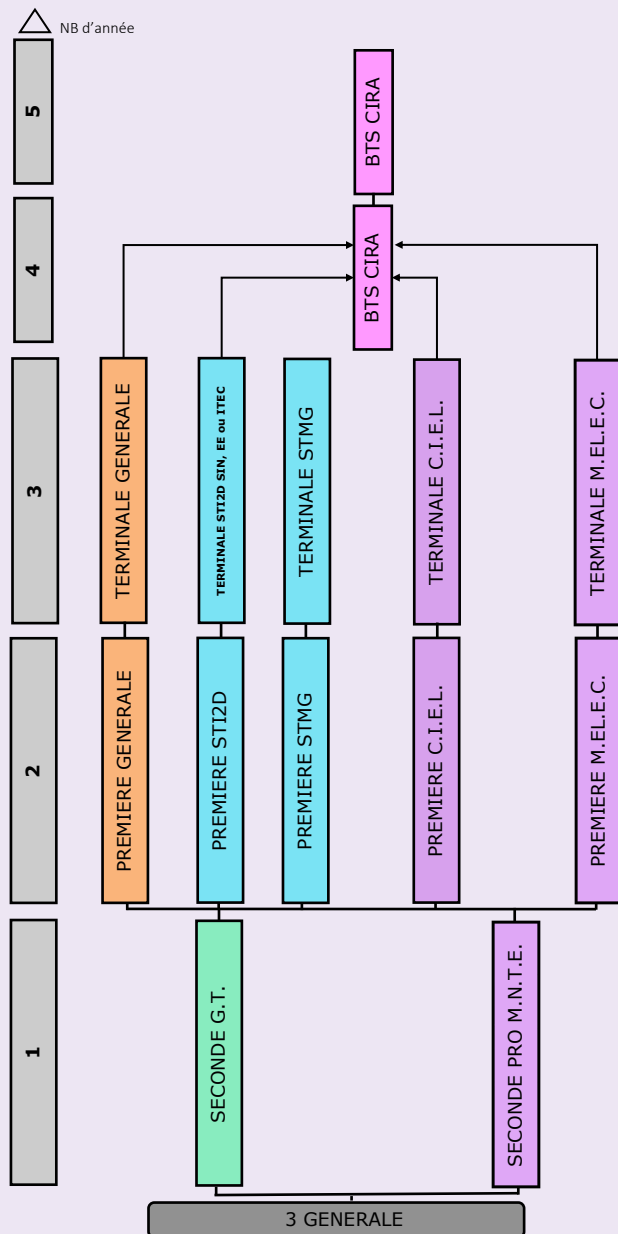 NB d’année
5
BTS CIRA
4
BTS CIRA
3
TERMINALE GENERALE
TERMINALE STI2D SIN, EE ou ITEC
TERMINALE STMG
TERMINALE C.I.E.L.
TERMINALE M.EL.E.C.
2
PREMIERE GENERALE
PREMIERE STI2D
PREMIERE STMG
PREMIERE C.I.E.L.
PREMIERE M.EL.E.C.
1
SECONDE G.T.
SECONDE PRO M.N.T.E.
3 GENERALE